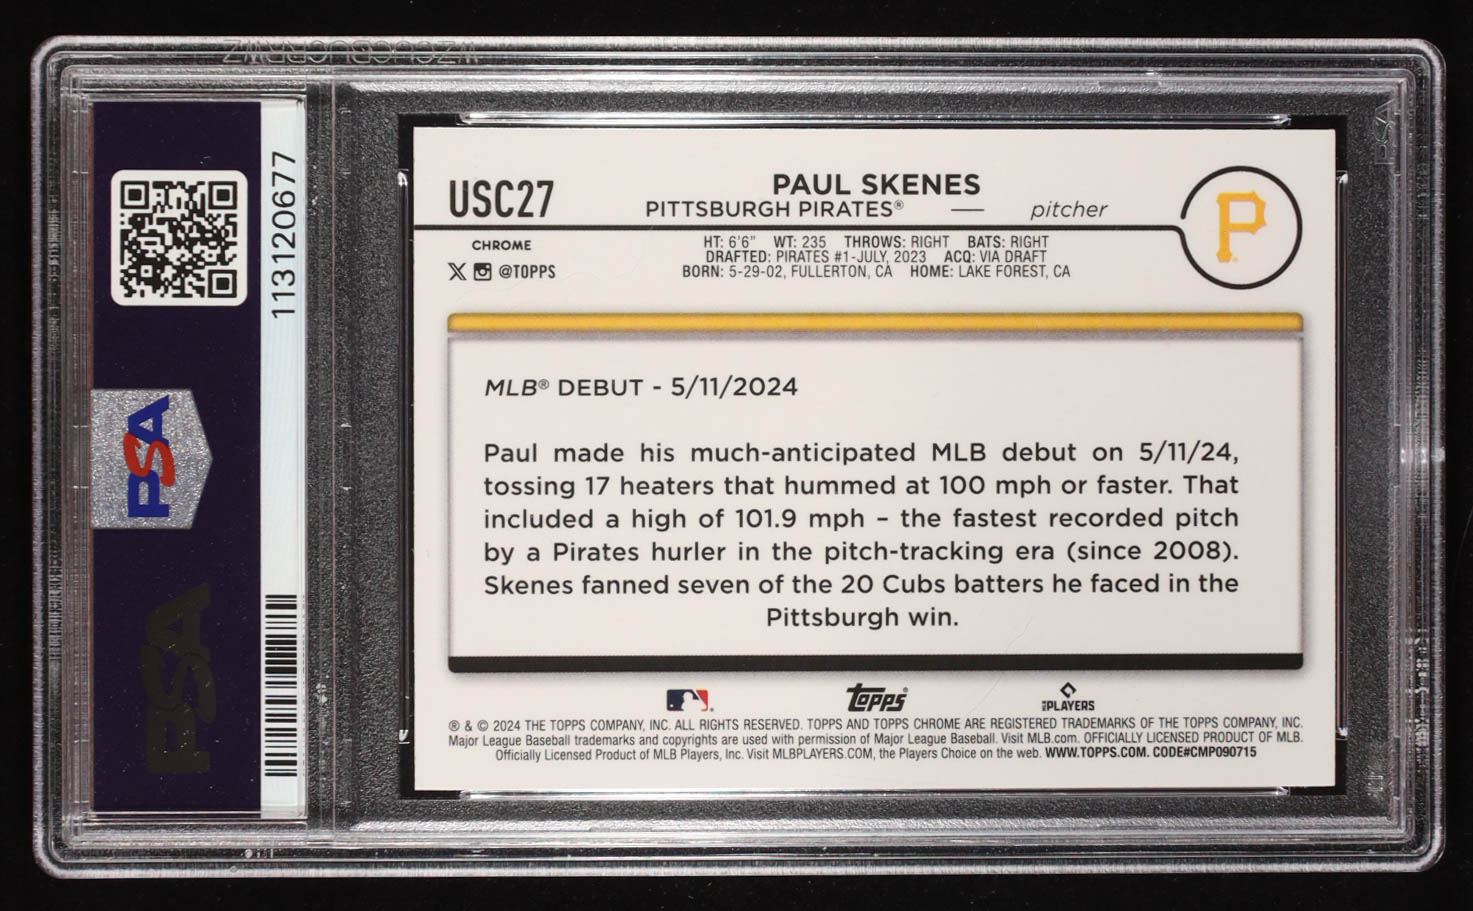 USC27
PAUL SKENES
PITTSBURGH PIRATES® — pitcher
P
CHROME
@TOPPS
HT: 6'6" WT: 235 THROWS: RIGHT BATS: RIGHT
DRAFTED: PIRATES #1-JULY, 2023 ACQ: VIA DRAFT
BORN: 5-29-02, FULLERTON, CA HOME: LAKE FOREST, CA
MLB® DEBUT - 5/11/2024
Paul made his much-anticipated MLB debut on 5/11/24,
tossing 17 heaters that hummed at 100 mph or faster. That
included a high of 101.9 mph – the fastest recorded pitch
by a Pirates hurler in the pitch-tracking era (since 2008).
Skenes fanned seven of the 20 Cubs batters he faced in the
Pittsburgh win.
topps®
PLAYERS
® & © 2024 THE TOPPS COMPANY, INC. ALL RIGHTS RESERVED. TOPPS AND TOPPS CHROME ARE REGISTERED TRADEMARKS OF THE TOPPS COMPANY, INC.
Major League Baseball trademarks and copyrights are used with permission of Major League Baseball. Visit MLB.com. OFFICIALLY LICENSED PRODUCT OF MLB.
Officially Licensed Product of MLB Players, Inc. Visit MLBPLAYERS.COM, the Players Choice on the web. WWW.TOPPS.COM. CODE#CMP090715
113120677
PSA
PSA
PSA